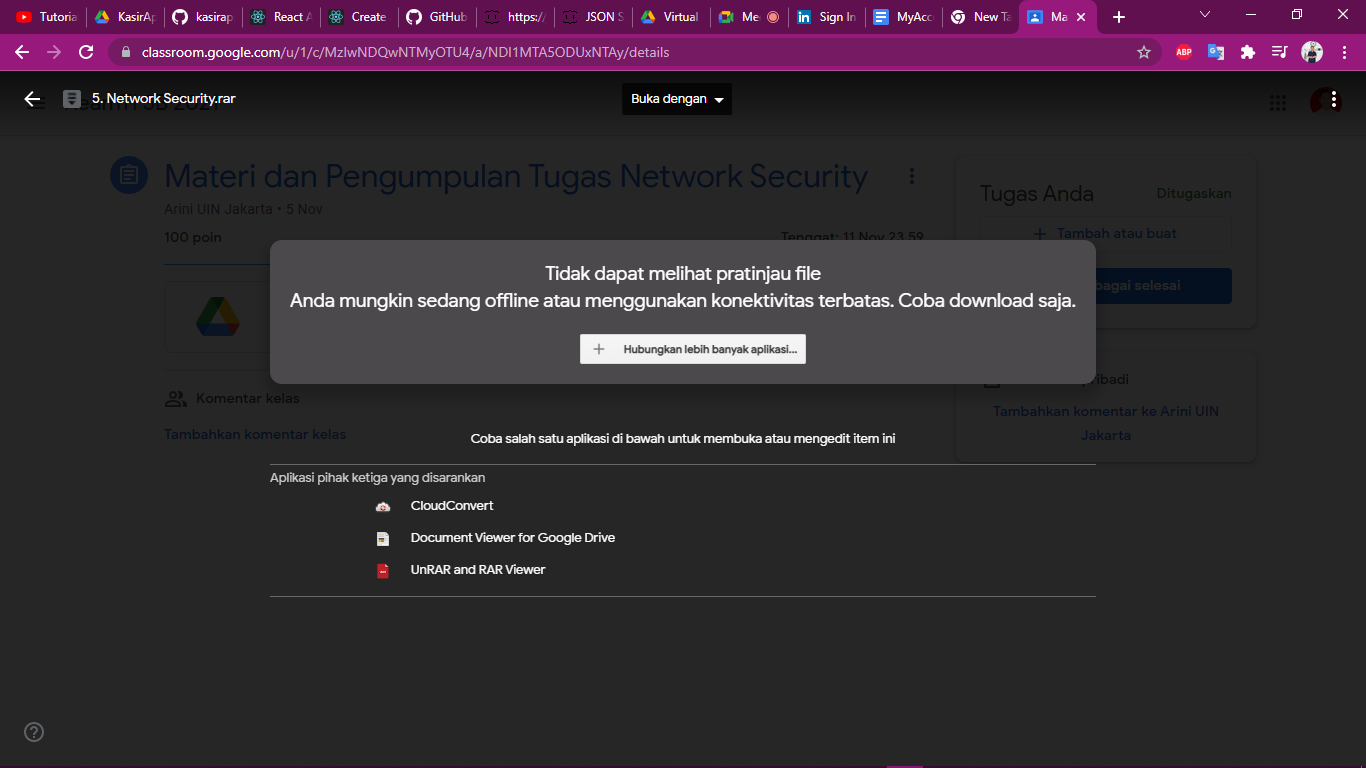 Tutoria
KasirAp
kasirap
React A
Create
GitHub
https:/
JSON S
Virtual
Me
Sign In
MyAcc
New Ta
Ma
classroom.google.com/u/1/c/MzIwNDQwNTMyOTU4/a/NDI1MTA5ODUxNTAy/details
ABP
5. Network Security.rar
Buka dengan
Materi dan Pengumpulan Tugas Network Security
Arini UIN Jakarta • 5 Nov
100 poin
Tenggat: 11 Nov 23.59
Tugas Anda
Ditugaskan
Tambah atau buat
bagai selesai
Tidak dapat melihat pratinjau file
Anda mungkin sedang offline atau menggunakan konektivitas terbatas. Coba download saja.
Hubungkan lebih banyak aplikasi...
Komentar kelas
Tambahkan komentar kelas
ribadi
Tambahkan komentar ke Arini UIN
Jakarta
Coba salah satu aplikasi di bawah untuk membuka atau mengedit item ini
Aplikasi pihak ketiga yang disarankan
CloudConvert
Document Viewer for Google Drive
UnRAR and RAR Viewer